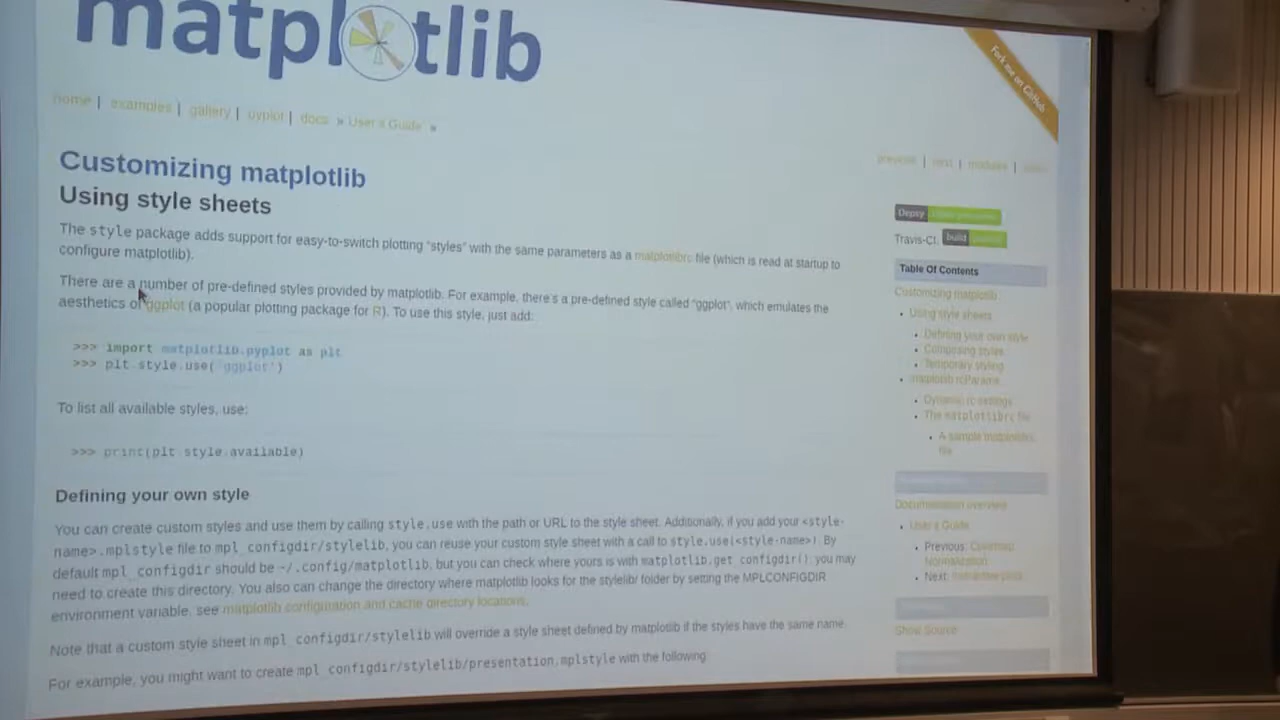 matplotlib
Fork me on GitHub
home | examples | gallery | pyplot | docs » User's Guide »
previous | next | modules |
Customizing matplotlib
Using style sheets
The style package adds support for easy-to-switch plotting "styles" with the same parameters as a matplotlibrc file (which is read at startup to
configure matplotlib).
There are a number of pre-defined styles provided by matplotlib. For example, there's a pre-defined style called "ggplot", which emulates the
aesthetics of ggplot (a popular plotting package for R). To use this style, just add:
>>> import matplotlib.pyplot as plt
>>> plt.style.use('ggplot')
To list all available styles, use:
>>> print(plt.style.available)
Defining your own style
You can create custom styles and use them by calling style.use with the path or URL to the style sheet. Additionally, if you add your <style-
name>.mplstyle file to mpl_configdir/stylelib, you can reuse your custom style sheet with a call to style.use(<style-name>). By
default mpl_configdir should be ~/.config/matplotlib, but you can check where yours is with matplotlib.get_configdir(); you may
need to create this directory. You also can change the directory where matplotlib looks for the stylelib/ folder by setting the MPLCONFIGDIR
environment variable, see matplotlib configuration and cache directory locations.
Note that a custom style sheet in mpl_configdir/stylelib will override a style sheet defined by matplotlib if the styles have the same name.
For example, you might want to create mpl_configdir/stylelib/presentation.mplstyle with the following:
Depsy
Travis-CI: build
Table Of Contents
Customizing matplotlib
Using style sheets
Defining your own style
Composing styles
Temporary styling
matplotlib rcParams
Dynamic rc settings
The matplotlibrc file
A sample matplotlibrc
file
Documentation overview
User's Guide
Previous: Colormap
Normalization
Next: Interactive plots
Show Source